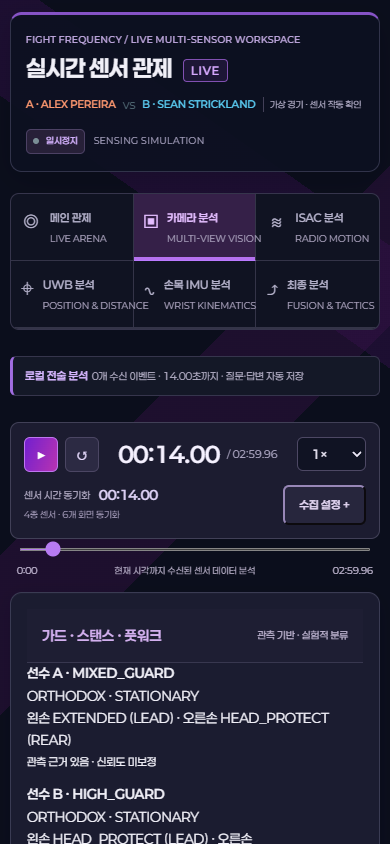 FIGHT FREQUENCY / LIVE MULTI-SENSOR WORKSPACE
실시간 센서 관제 LIVE
A · ALEX PEREIRA VS B · SEAN STRICKLAND 가상 경기 · 센서 작동 확인
일시정지 SENSING SIMULATION
메인 관제
LIVE ARENA
카메라 분석
MULTI-VIEW VISION
ISAC 분석
RADIO MOTION
UWB 분석
POSITION & DISTANCE
손목 IMU 분석
WRIST KINEMATICS
최종 분석
FUSION & TACTICS
로컬 전술 분석 0개 수신 이벤트 · 14.00초까지 · 질문·답변 자동 저장
00:14.00 / 02:59.96 1×
센서 시간 동기화 00:14.00
4종 센서 · 6개 화면 동기화
수집 설정 +
0:00 현재 시각까지 수신된 센서 데이터 분석 02:59.96
가드 · 스탠스 · 풋워크 관측 기반 · 실험적 분류
선수 A · MIXED_GUARD
ORTHODOX · STATIONARY
왼손 EXTENDED (LEAD) · 오른손 HEAD_PROTECT
(REAR)
관측 근거 있음 · 신뢰도 미보정
선수 B · HIGH_GUARD
ORTHODOX · STATIONARY
왼손 HEAD_PROTECT (LEAD) · 오른손